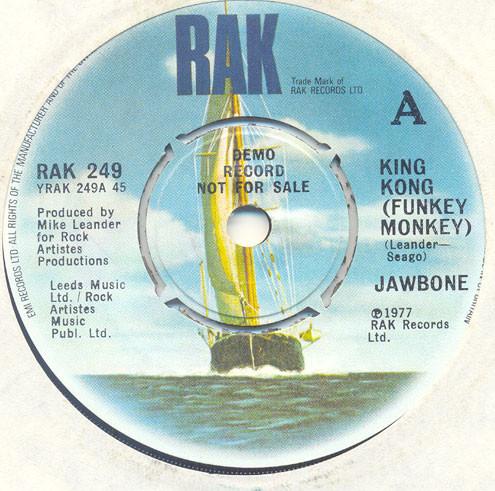 RAK
Trade Mark of
RAK RECORDS LTD.
A
DEMO
RECORD
NOT FOR SALE
RAK 249
YRAK 249A 45
Produced by
Mike Leander
for Rock
Artistes
Productions
Leeds Music
Ltd./Rock
Artistes
Music
Publ. Ltd.
KING
KONG
(FUNKEY
MONKEY)
(Leander—
Seago)
JAWBONE
℗1977
RAK Records
Ltd.
EMI RECORDS LTD. ALL RIGHTS OF THE MANUFACTURER AND OF THE